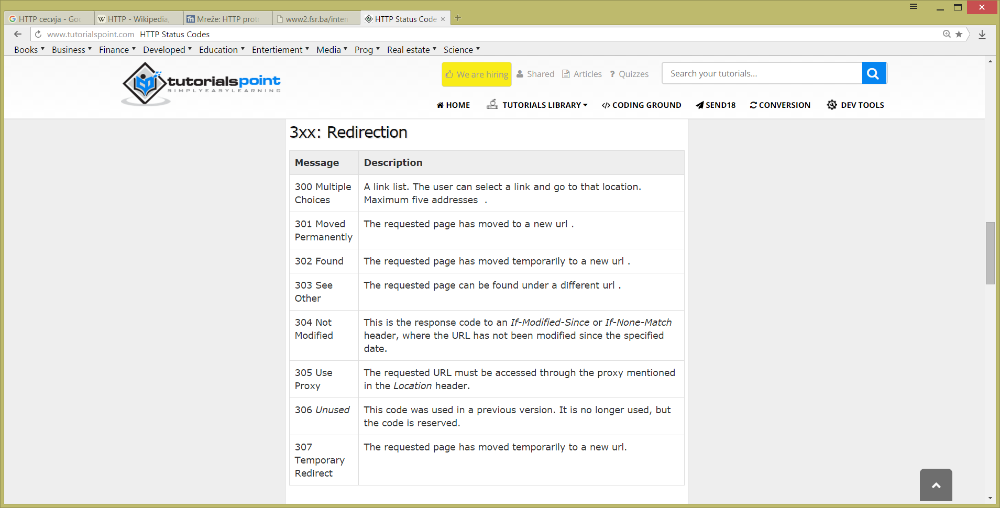 HTTP сесија - Goo
HTTP - Wikipedia,
Mreže: HTTP proto
www2.fsr.ba/inter
HTTP Status Code
www.tutorialspoint.com HTTP Status Codes
Books Business Finance Developed Education Entertiement Media Prog Real estate Science
tutorialspoint
SIMPLYEASYLEARNING
We are hiring Shared Articles ? Quizzes
Search your tutorials...
HOME TUTORIALS LIBRARY </> CODING GROUND SEND18 CONVERSION DEV TOOLS
3xx: Redirection
Message Description
300 Multiple
Choices
A link list. The user can select a link and go to that location.
Maximum five addresses  .
301 Moved
Permanently
The requested page has moved to a new url .
302 Found
The requested page has moved temporarily to a new url .
303 See
Other
The requested page can be found under a different url .
304 Not
Modified
This is the response code to an If-Modified-Since or If-None-Match
header, where the URL has not been modified since the specified
date.
305 Use
Proxy
The requested URL must be accessed through the proxy mentioned
in the Location header.
306 Unused
This code was used in a previous version. It is no longer used, but
the code is reserved.
307
Temporary
Redirect
The requested page has moved temporarily to a new url.